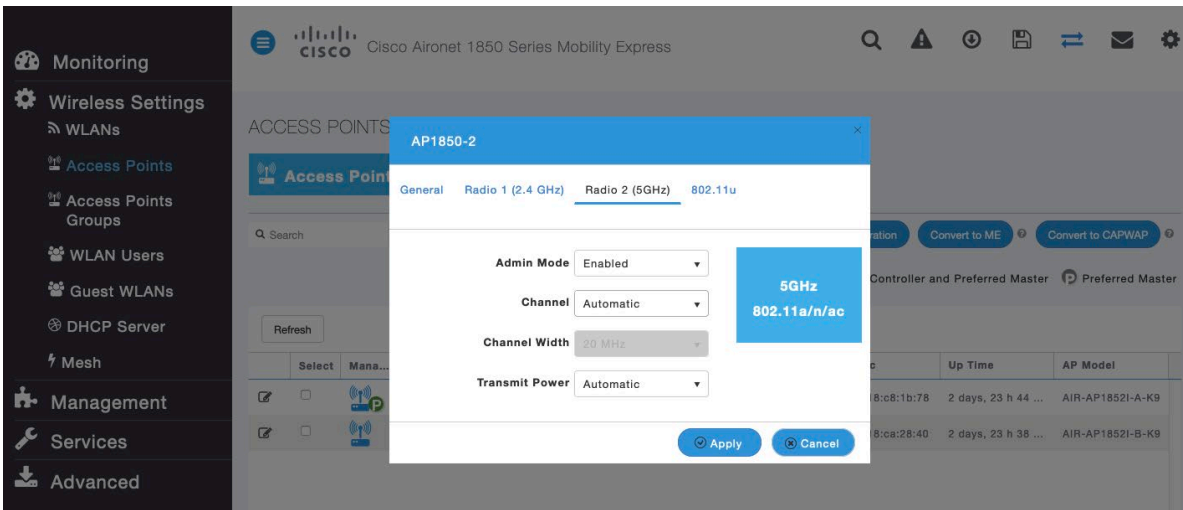 CISCO Cisco Aironet 1850 Series Mobility Express
Monitoring
Wireless Settings
WLANs
Access Points
Access Points
Groups
WLAN Users
Guest WLANs
DHCP Server
Mesh
Management
Services
Advanced
ACCESS POINTS
Access Point
Search
Convert to ME
Convert to CAPWAP
Controller and Preferred Master P Preferred Master
Refresh
Select Mana... Up Time AP Model
P 18:c8:1b:78 2 days, 23 h 44 ... AIR-AP1852I-A-K9
8:ca:28:40 2 days, 23 h 38 ... AIR-AP1852I-B-K9
AP1850-2
General Radio 1 (2.4 GHz) Radio 2 (5GHz) 802.11u
Admin Mode Enabled
Channel Automatic
Channel Width 20 MHz
Transmit Power Automatic
5GHz
802.11a/n/ac
Apply Cancel